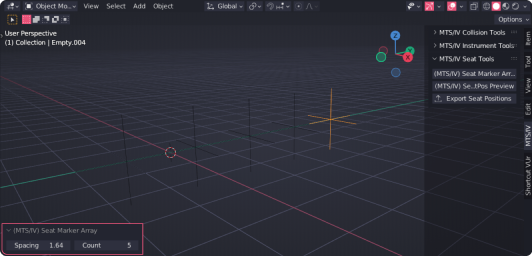 Object Mo..
View
Select
Add
Object
Global
Options
User Perspective
(1) Collection | Empty.004
Z
Y
X
MTS/IV Collision Tools
MTS/IV Instrument Tools
MTS/IV Seat Tools
(MTS/IV) Seat Marker Arr..
(MTS/IV) Se..tPos Preview
Export Seat Positions
Item
Tool
View
Edit
MTS/IV
Shortcut VUr
(MTS/IV) Seat Marker Array
Spacing 1.64
Count 5